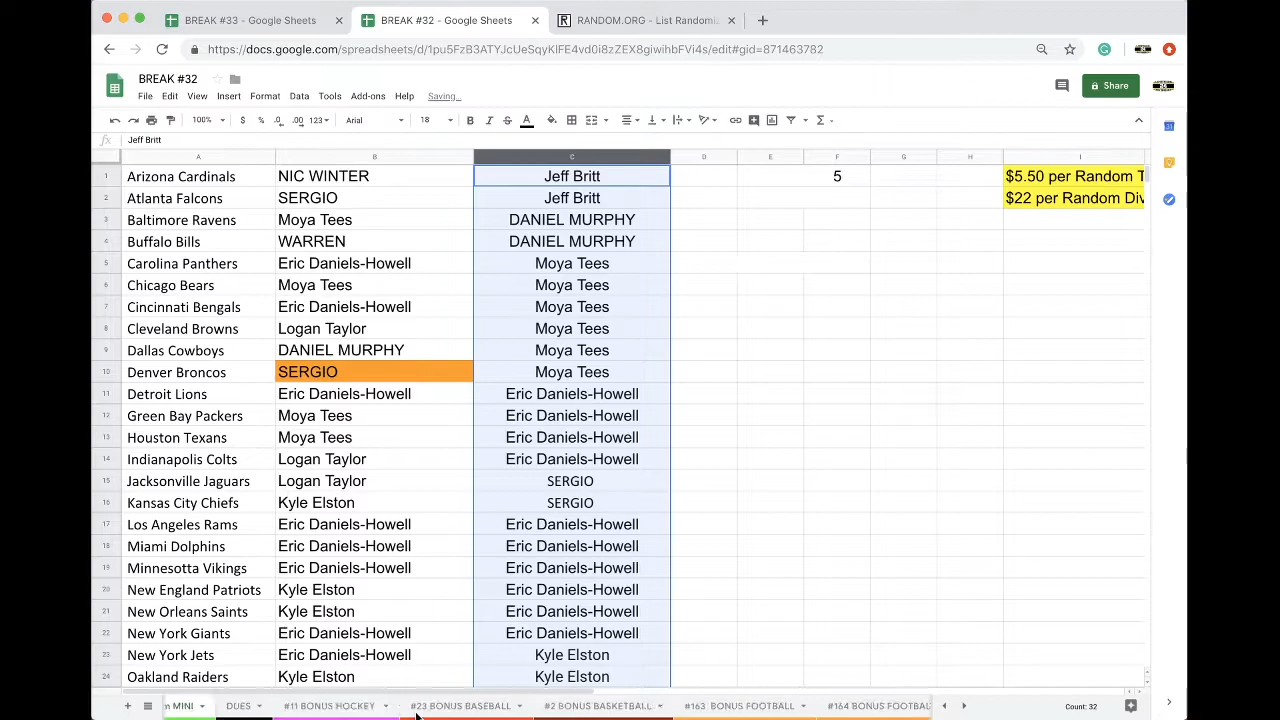 BREAK #33 - Google Sheets
BREAK #32 - Google Sheets
RANDOM.ORG - List Randomi
https://docs.google.com/spreadsheets/d/1pu5FzB3ATYJcUeSqyKlFE4vd0i8zZEX8giwihbFVi4s/edit#gid=871463782
BREAK #32
File Edit View Insert Format Data Tools Add-ons Help Saving...
Share
100% $ % .0 .00 123 Arial 18 B I S A
fx Jeff Britt
A B C D E F G H I
1 Arizona Cardinals NIC WINTER Jeff Britt 5 $5.50 per Random T
2 Atlanta Falcons SERGIO Jeff Britt $22 per Random Div
3 Baltimore Ravens Moya Tees DANIEL MURPHY
4 Buffalo Bills WARREN DANIEL MURPHY
5 Carolina Panthers Eric Daniels-Howell Moya Tees
6 Chicago Bears Moya Tees Moya Tees
7 Cincinnati Bengals Eric Daniels-Howell Moya Tees
8 Cleveland Browns Logan Taylor Moya Tees
9 Dallas Cowboys DANIEL MURPHY Moya Tees
10 Denver Broncos SERGIO Moya Tees
11 Detroit Lions Eric Daniels-Howell Eric Daniels-Howell
12 Green Bay Packers Moya Tees Eric Daniels-Howell
13 Houston Texans Moya Tees Eric Daniels-Howell
14 Indianapolis Colts Logan Taylor Eric Daniels-Howell
15 Jacksonville Jaguars Logan Taylor SERGIO
16 Kansas City Chiefs Kyle Elston SERGIO
17 Los Angeles Rams Eric Daniels-Howell Eric Daniels-Howell
18 Miami Dolphins Eric Daniels-Howell Eric Daniels-Howell
19 Minnesotta Vikings Eric Daniels-Howell Eric Daniels-Howell
20 New England Patriots Kyle Elston Eric Daniels-Howell
21 New Orleans Saints Kyle Elston Eric Daniels-Howell
22 New York Giants Eric Daniels-Howell Eric Daniels-Howell
23 New York Jets Eric Daniels-Howell Kyle Elston
24 Oakland Raiders Kyle Elston Kyle Elston
m MINI DUES #11 BONUS HOCKEY #23 BONUS BASEBALL #2 BONUS BASKETBALL #163 BONUS FOOTBALL #164 BONUS FOOTBAL Count: 32